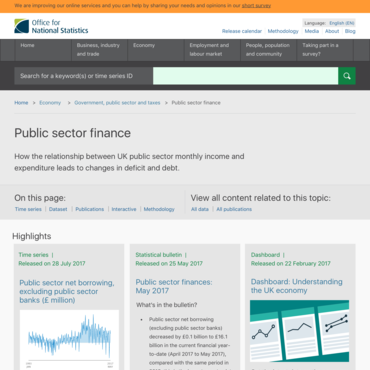 We are improving our online services and you can help by sharing your needs and opinions in our short survey
Office for
National Statistics
Language: English (EN)
Release calendar Methodology Media About Blog
Home Business, industry and trade Economy Employment and labour market People, population and community Taking part in a survey?
Search for a keyword(s) or time series ID
Home > Economy > Government, public sector and taxes > Public sector finance
Public sector finance
How the relationship between UK public sector monthly income and
expenditure leads to changes in deficit and debt.
On this page:
Time series | Dataset | Publications | Interactive | Methodology
View all content related to this topic:
All data | All publications
Highlights
Time series |
Released on 28 July 2017
Public sector net borrowing,
excluding public sector
banks (£ million)
Statistical bulletin |
Released on 25 May 2017
Public sector finances:
May 2017
What's in the bulletin?
• Public sector net borrowing
(excluding public sector banks)
decreased by £0.1 billion to £16.1
billion in the current financial year-
to-date (April 2017 to May 2017),
compared with the same period in
Dashboard |
Released on 22 February 2017
Dashboard: Understanding
the UK economy